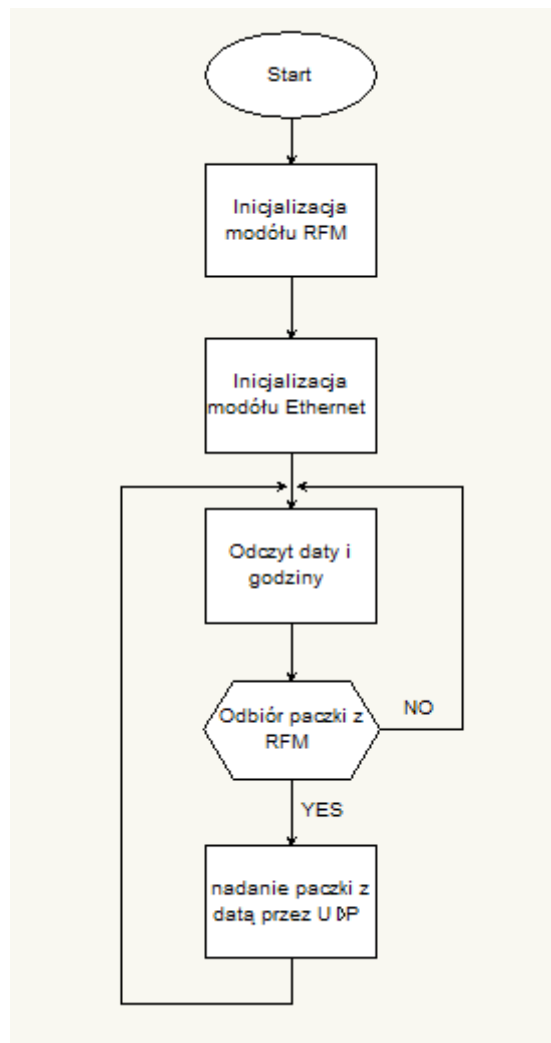 Start
Inicjalizacja
modółu RFM
Inicjalizacja
modółu Ethernet
Odczyt daty i
godziny
Odbiór paczki z
RFM
NO
YES
nadanie paczki z
datą przez UDP